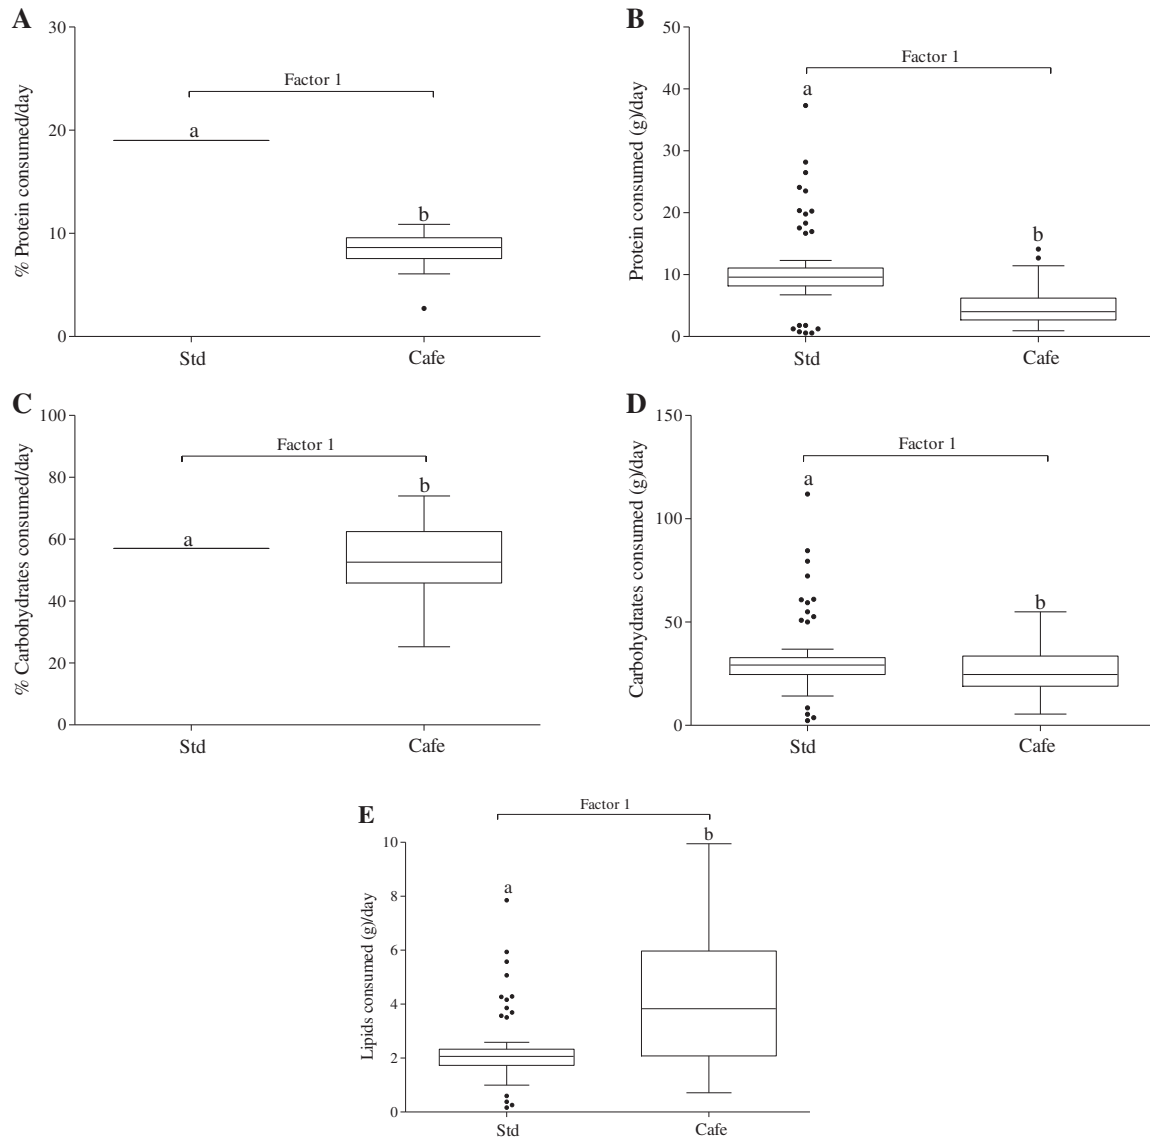 A
% Protein consumed/day
30
20
10
0
Factor 1
a
b
Std
Cafe
B
Protein consumed (g)/day
50
40
30
20
10
0
Factor 1
a
b
Std
Cafe
C
% Carbohydrates consumed/day
100
80
60
40
20
0
Factor 1
a
b
Std
Cafe
D
Carbohydrates consumed (g)/day
150
100
50
0
Factor 1
a
b
Std
Cafe
E
Lipids consumed (g)/day
10
8
6
4
2
0
Factor 1
a
b
Std
Cafe